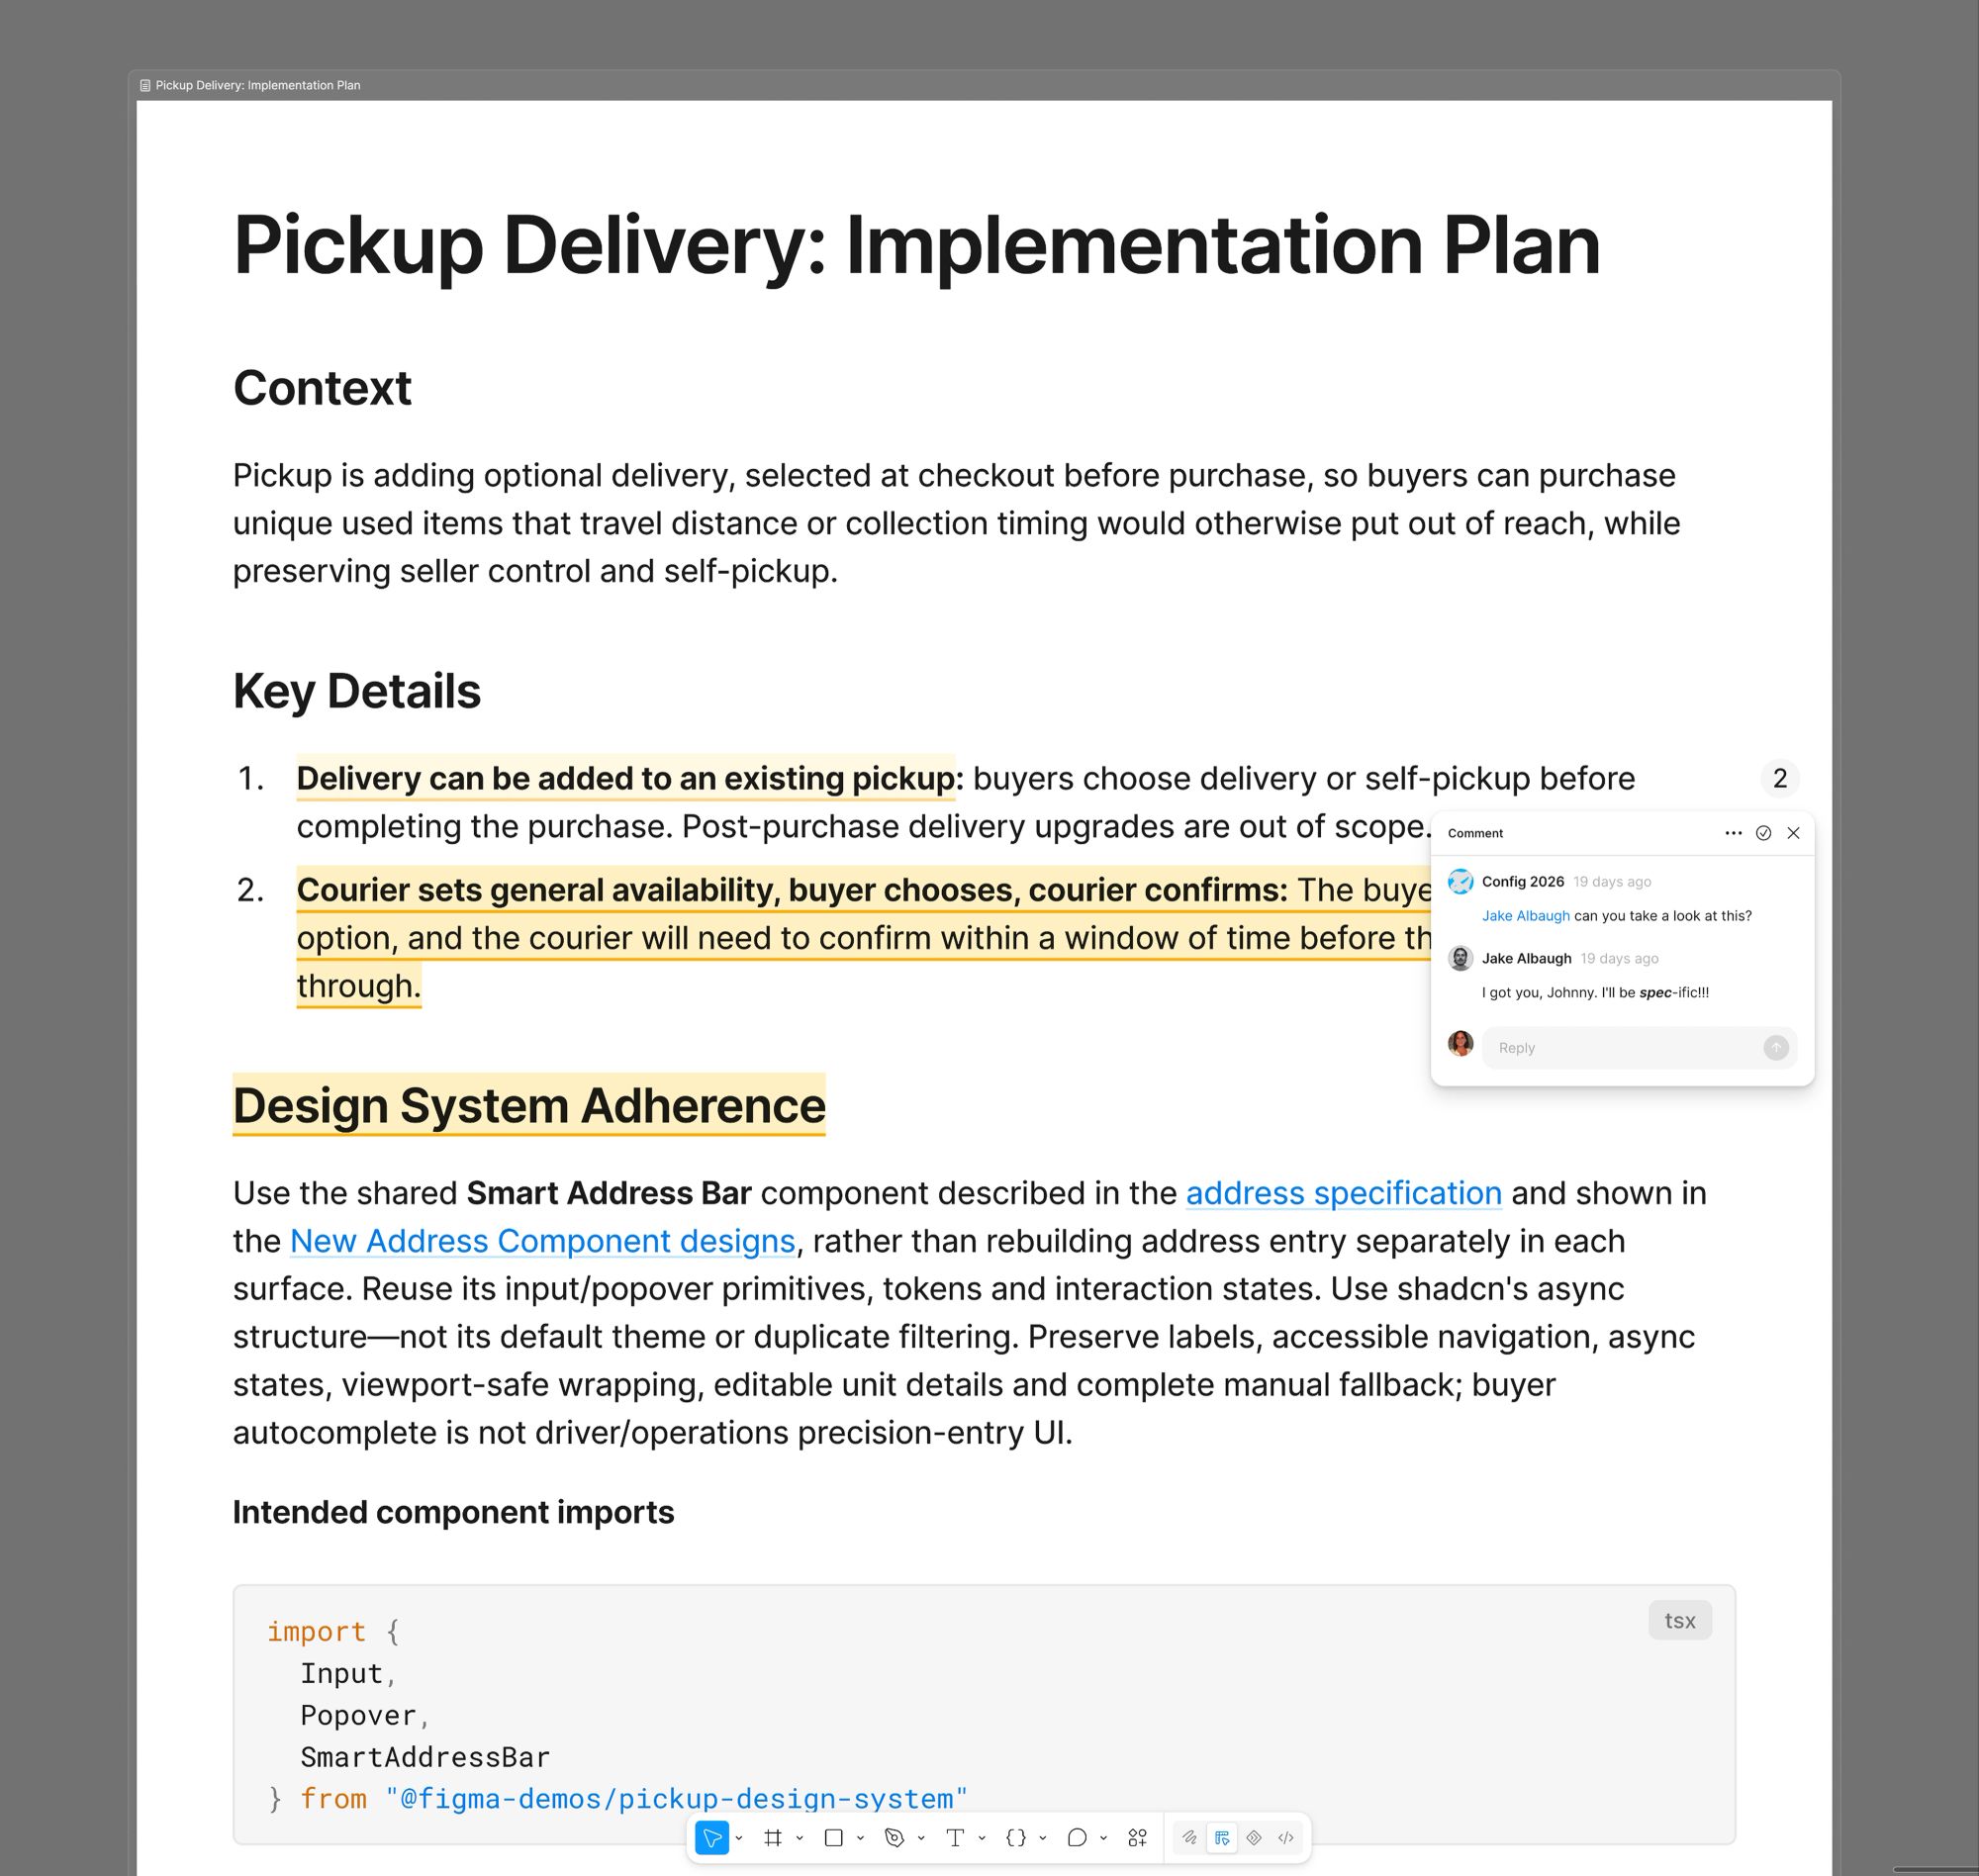 Pickup Delivery: Implementation Plan
Pickup Delivery: Implementation Plan
Context
Pickup is adding optional delivery, selected at checkout before purchase, so buyers can purchase
unique used items that travel distance or collection timing would otherwise put out of reach, while
preserving seller control and self-pickup.
Key Details
1. Delivery can be added to an existing pickup: buyers choose delivery or self-pickup before
completing the purchase. Post-purchase delivery upgrades are out of scope.
2
2. Courier sets general availability, buyer chooses, courier confirms: The buye
option, and the courier will need to confirm within a window of time before th
through.
Comment
Config 2026 19 days ago
Jake Albaugh can you take a look at this?
Jake Albaugh 19 days ago
I got you, Johnny. I'll be spec-ific!!!
Reply
Design System Adherence
Use the shared Smart Address Bar component described in the address specification and shown in
the New Address Component designs, rather than rebuilding address entry separately in each
surface. Reuse its input/popover primitives, tokens and interaction states. Use shadcn's async
structure—not its default theme or duplicate filtering. Preserve labels, accessible navigation, async
states, viewport-safe wrapping, editable unit details and complete manual fallback; buyer
autocomplete is not driver/operations precision-entry UI.
Intended component imports
tsx
import {
Input,
Popover,
SmartAddressBar
} from "@figma-demos/pickup-design-system"